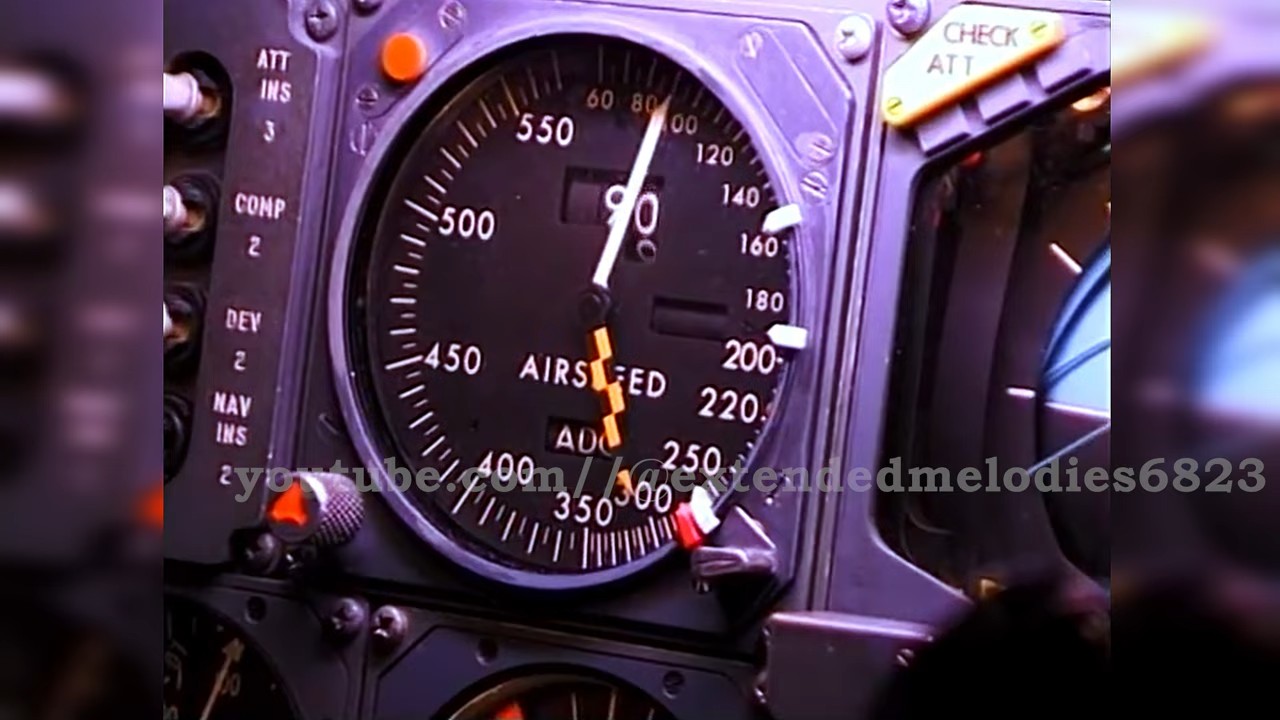 ATT
INS
3
COMP
2
DEV
2
NAV
INS
2
CHECK
ATT
60 80 100
120
140
160
180
200
220
250
300
350
400
450
500
550
90
AIRSPEED
ADC
youtube.com//@extendedmelodies6823